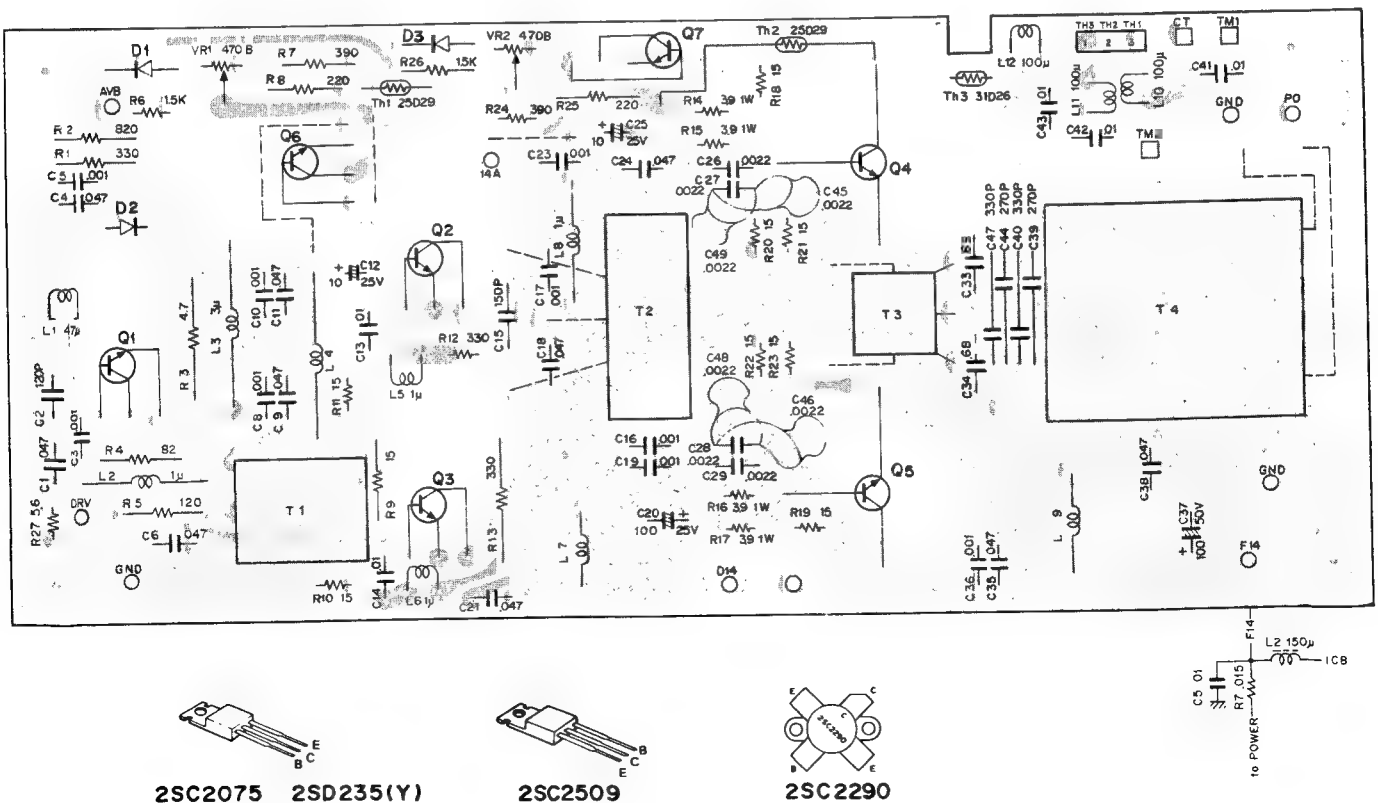 D1
VR1 470B
R7 390
D3
VR2 470B
Q7
Th2 25D29
TH3 TH2 TH1
1 2 3
CT
TM1
L12 100μ
R26 1.5K
R8 220
Th1 25D29
R18 15
Th3 31D26
L11 100μ
L10 100μ
C41 .01
AVB
R6 1.5K
R24 390
R25 220
R14 3.9 1W
C43 .01
GND
PO
R2 820
Q6
C25
10 25V
R15 3.9 1W
C42 .01
R1 330
14A
C23 .001
C24 .047
C26 .0022
Q4
C5 .001
C27 .0022
C4 .047
C45 .0022
D2
Q2
L8 1μ
C49 .0022
R20 15
R21 15
C47 330P
C44 270P
C40 330P
C39 270P
C12
10 25V
C33
C10 .001
C11 .047
C17 .001
L1 47μ
L3 3μ
C15 150P
T2
T3
T4
Q1
R3 4.7
C13 .01
R12 330
C18 .047
L4
L5 1μ
C48 .0022
R22 15
R23 15
C34 .68
C2 120P
C8 .001
C9 .047
R11 15
C46 .0022
C3 .001
C1 .047
R4 82
C16 .001
C28 .0022
L2 1μ
R9 15
Q3
R13 330
C19 .001
C29 .0022
Q5
C38 .047
GND
DRV
R5 120
T1
R16 3.9 1W
R27 56
C20
100 25V
R19 15
C37
100 50V
C6 .047
R17 3.9 1W
L7
L9
GND
R10 15
C14 .01
L6 1μ
C21 .047
D14
C36 .001
C35 .047
F14
F14
L2 150μ
ICB
C5 .01
R7 .015
to POWER
E
C
B
B
C
E
E
C
C
2SC2290
B
E
2SC2075 2SD235(Y)
2SC2509
2SC2290